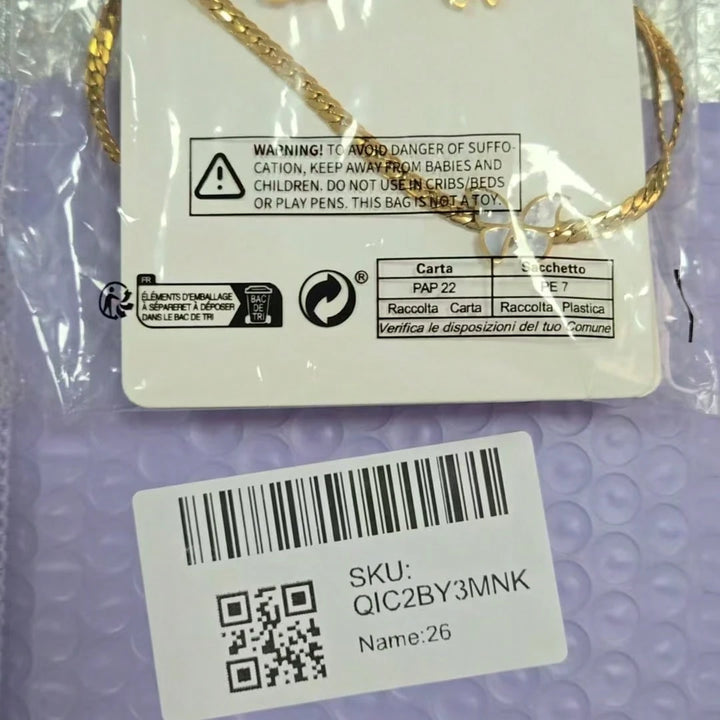 WARNING! TO AVOID DANGER OF SUFFO-
CATION, KEEP AWAY FROM BABIES AND
CHILDREN. DO NOT USE IN CRIBS/BEDS
OR PLAY PENS. THIS BAG IS NOT A TOY.
FR
ÉLÉMENTS D'EMBALLAGE
À SÉPARERET À DÉPOSER
DANS LE BAC DE TRI
BAC
DE
TRI
®
Carta Sacchetto
PAP 22 PE 7
Raccolta Carta Raccolta Plastica
Verifica le disposizioni del tuo Comune
SKU:
QIC2BY3MNK
Name:26